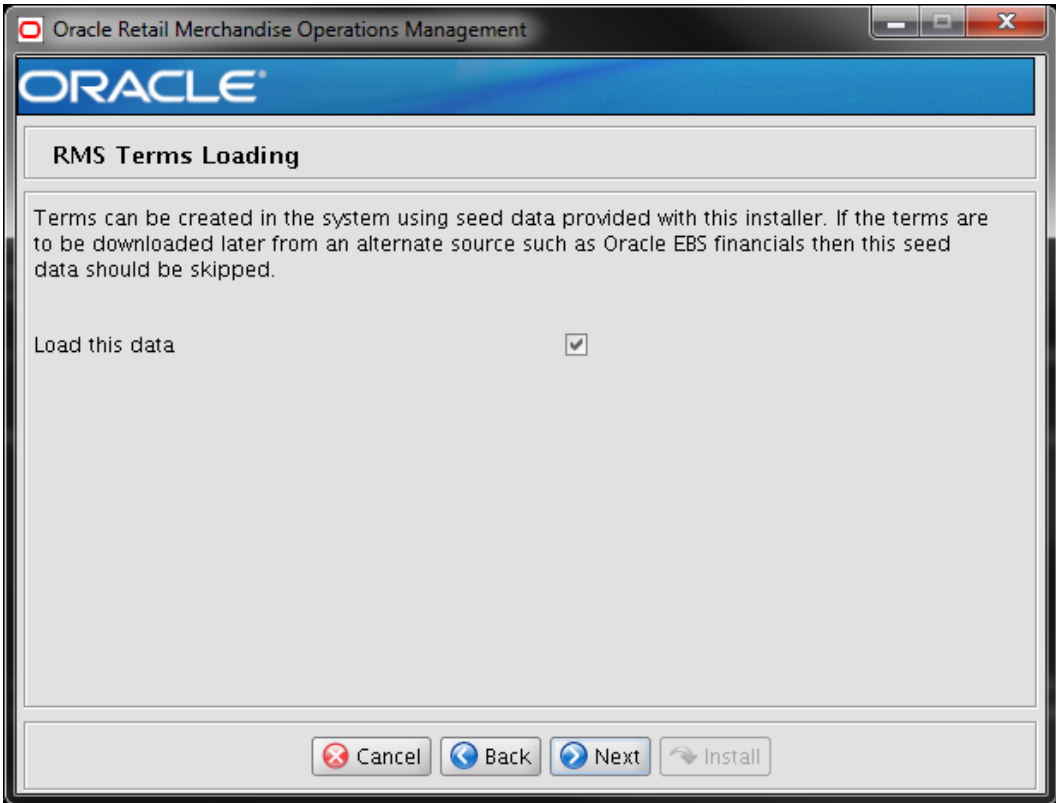 Oracle Retail Merchandise Operations Management
ORACLE®
RMS Terms Loading
Terms can be created in the system using seed data provided with this installer. If the terms are
to be downloaded later from an alternate source such as Oracle EBS financials then this seed
data should be skipped.
Load this data
Cancel
Back
Next
Install